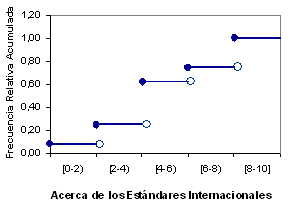 Frecuencia Relativa Acumulada
1,20
1,00
0,80
0,60
0,40
0,20
0,00
[0-2) [2-4) [4-6) [6-8) [8-10]
Acerca de los Estándares Internacionales